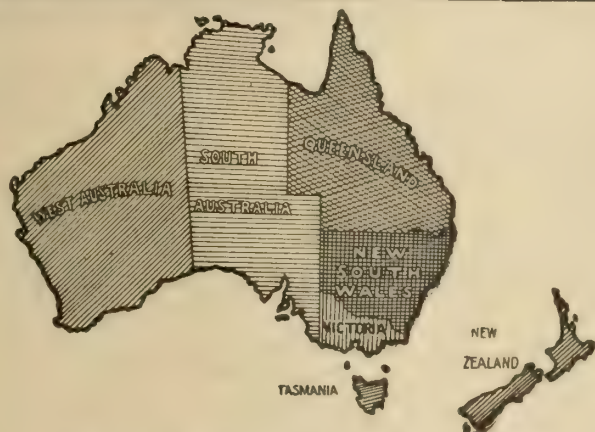 WEST AUSTRALIA
SOUTH
AUSTRALIA
QUEENSLAND
NEW
SOUTH
WALES
VICTORIA
TASMANIA
NEW
ZEALAND